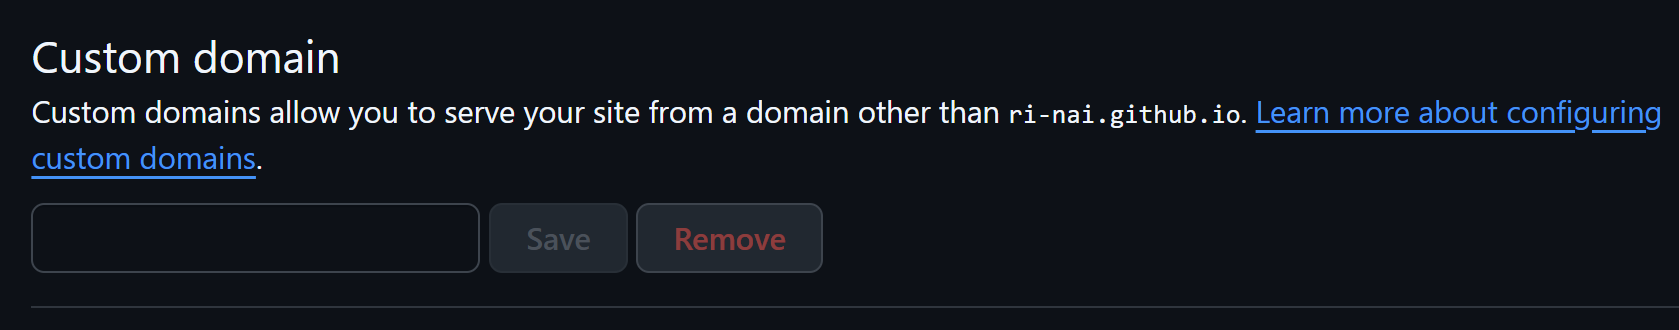 Custom domain
Custom domains allow you to serve your site from a domain other than ri-nai.github.io. Learn more about configuring
custom domains.
Save Remove